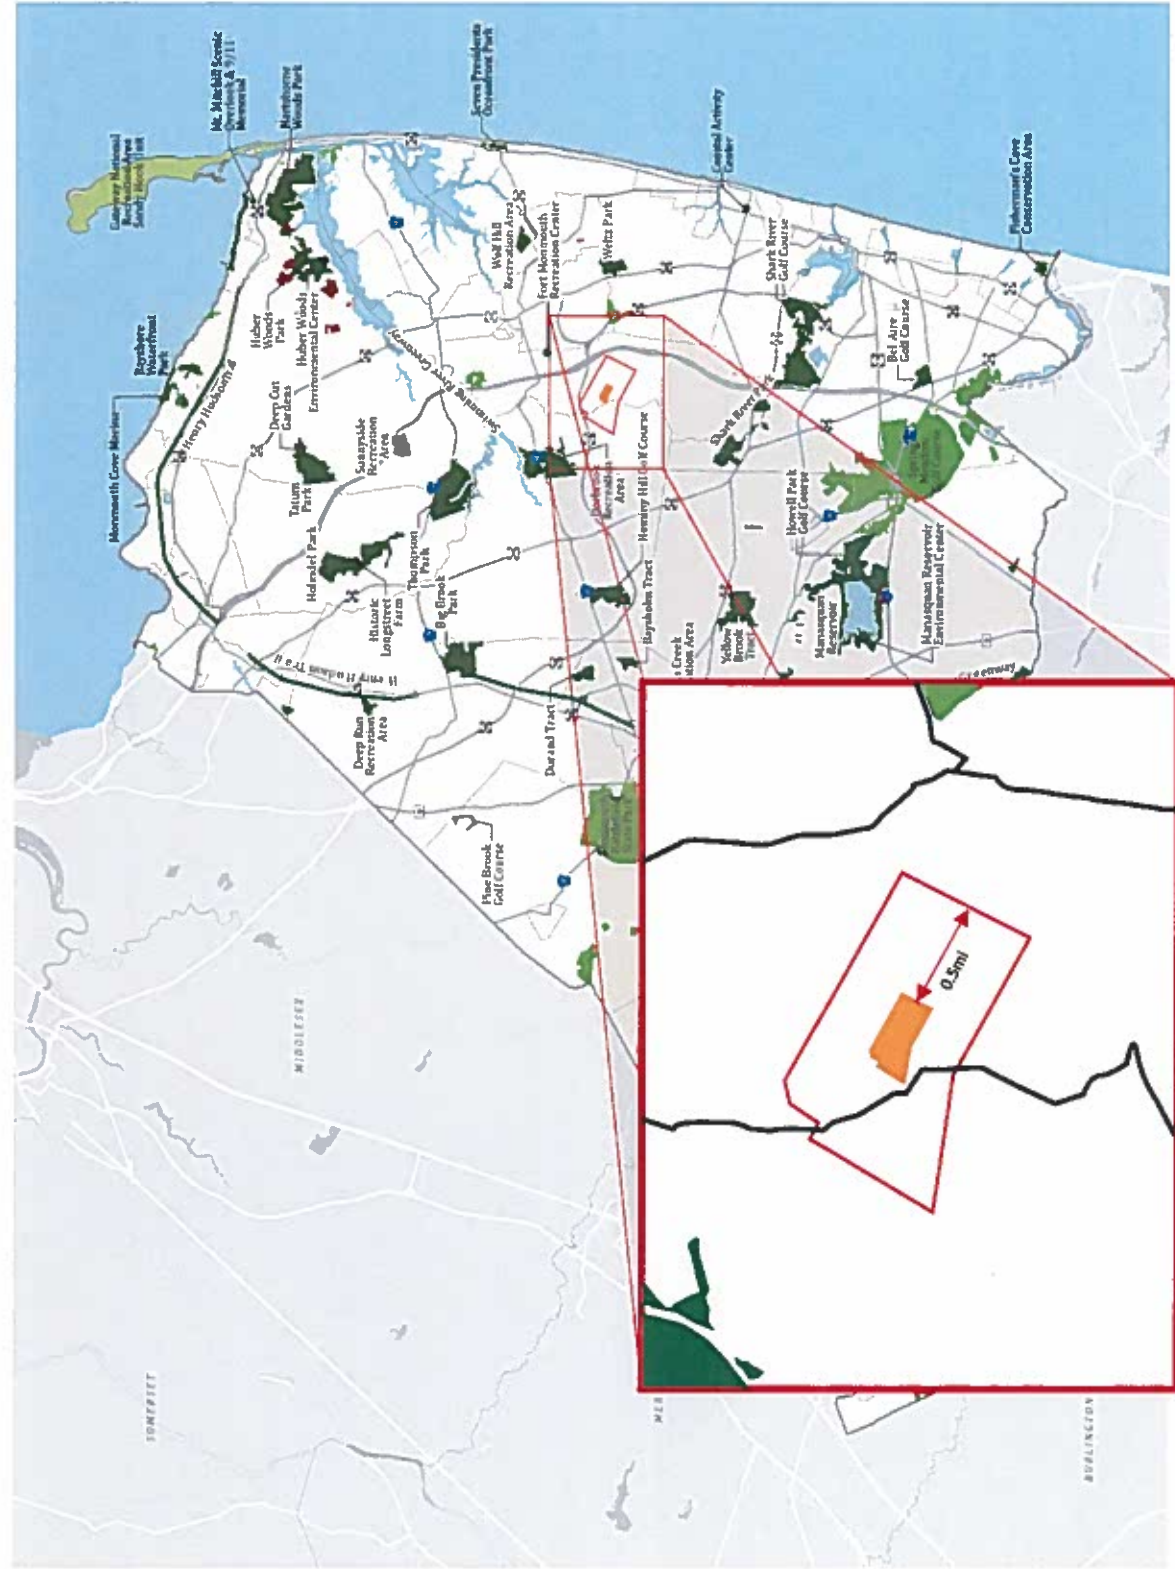 Mt. Mitchill Scenic
Overlook & 9/11
Memorial
Hartshorne
Woods Park
Seven Presidents
Oceanfront Park
Gateway National
Recreation Area
Sandy Hook Unit
Coastal Activity
Center
Fisherman's Cove
Conservation Area
Bayshore
Waterfront
Park
Huber
Woods
Park
Huber Woods
Environmental Center
Wolf Hill
Recreation Area
Fort Monmouth
Recreation Center
Weltz Park
Shark River
Golf Course
Bel Aire
Golf Course
Monmouth Cove Marina
Henry Hudson
Deep Cut
Gardens
Tatum
Park
Sunnyside
Recreation
Area
Swimming River Greenway
Shark River Park
Recreation
Area
Hominy Hill Golf Course
Howell Park
Golf Course
Holmdel Park
Historic
Longstreet
Farm
Thompson
Park
Big Brook
Park
Baysholm Tract
Creek
Yellow
Brook
Tract
Manasquan
Reservoir
Manasquan Reservoir
Environmental Center
Henry Hudson Trail
Deep Run
Recreation
Area
Durand Tract
Pine Brook
Golf Course
MIDDLESEX
SOMERSET
MER
BURLINGTON
0.5mi